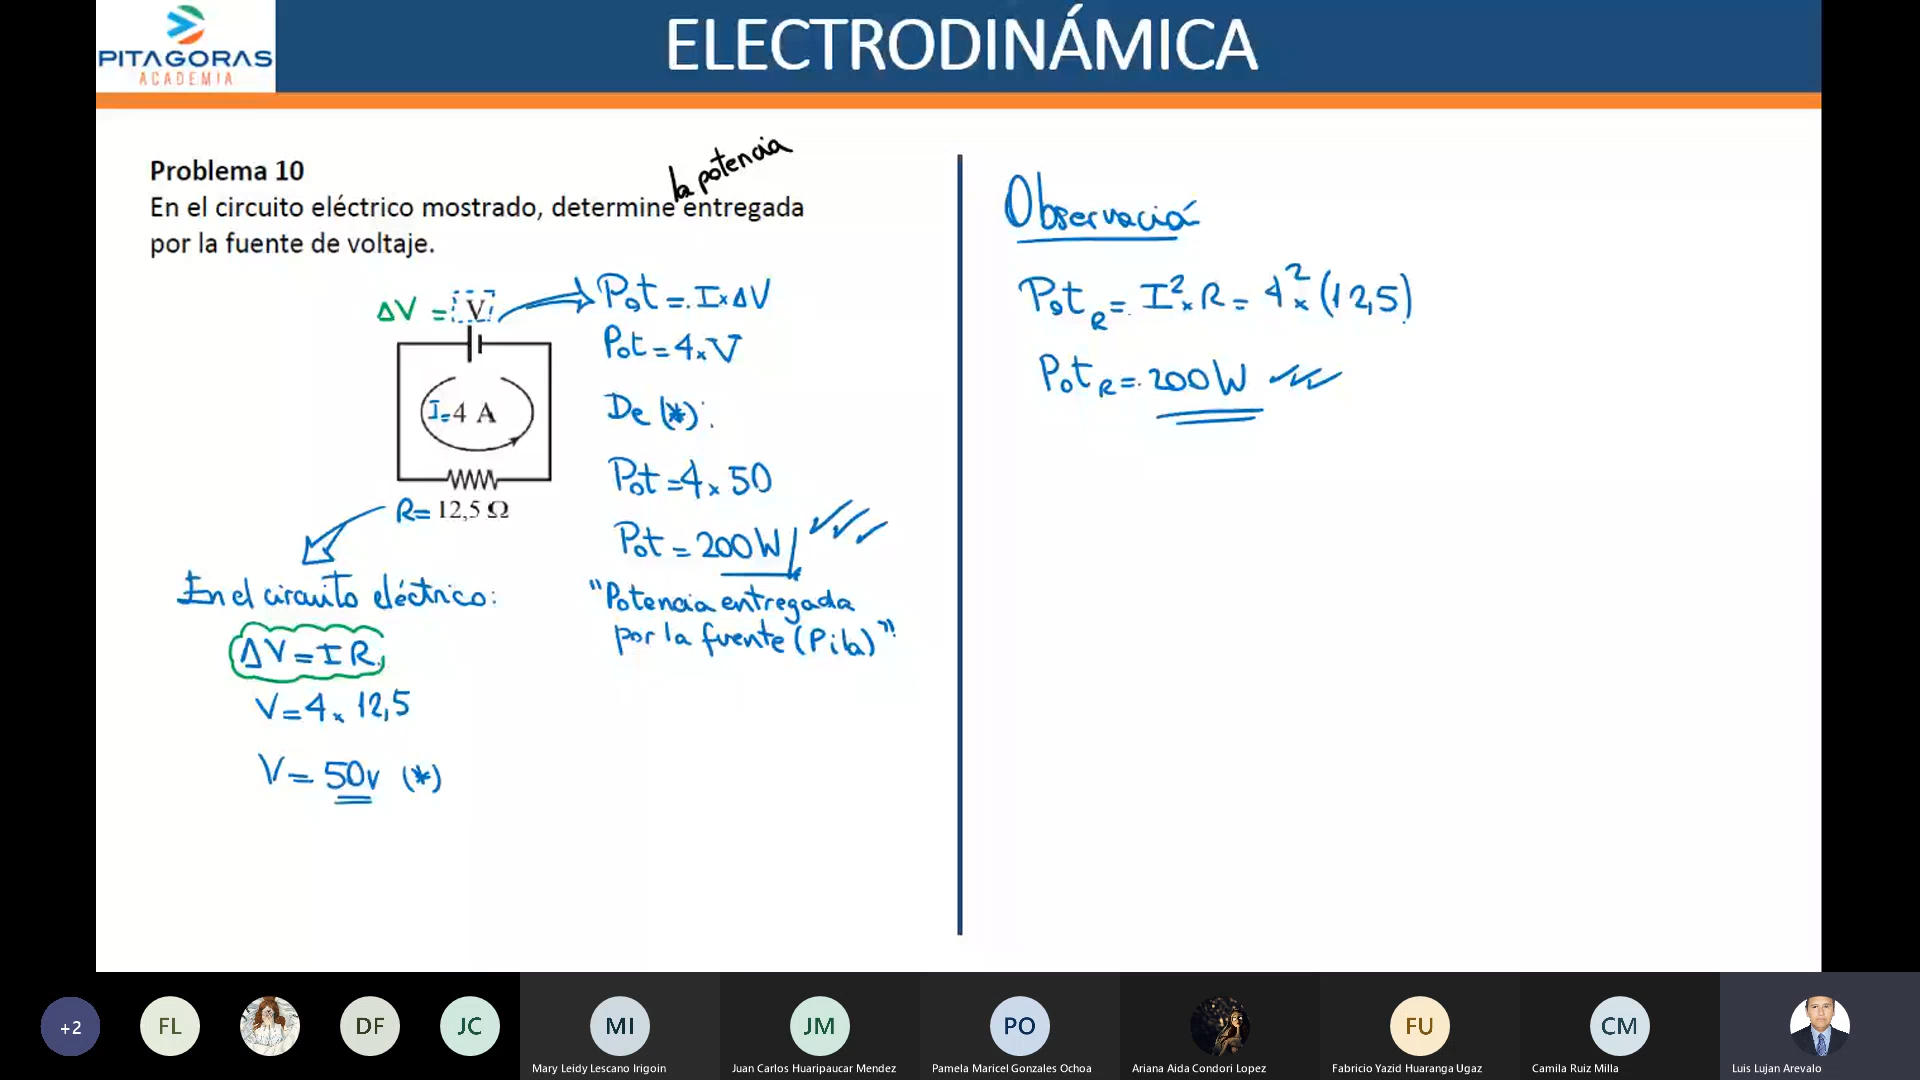 PITAGORAS
ACADEMIA
ELECTRODINÁMICA
Problema 10
la potencia
En el circuito eléctrico mostrado, determine entregada
por la fuente de voltaje.
ΔV = V
I=4 A
R= 12,5 Ω
En el circuito eléctrico:
ΔV = I R
V = 4 x 12,5
V = 50v (*)
Pot = I x ΔV
Pot = 4 x V
De (*):
Pot = 4 x 50
Pot = 200W
"Potencia entregada
por la fuente (Pila)"
Observació
Pot R = I² x R = 4² x (12,5)
Pot R = 200W
+2
FL
DF
JC
MI
JM
PO
FU
CM
Mary Leidy Lescano Irigoin
Juan Carlos Huaripaucar Mendez
Pamela Maricel Gonzales Ochoa
Ariana Aida Condori Lopez
Fabricio Yazid Huaranga Ugaz
Camila Ruiz Milla
Luis Lujan Arevalo